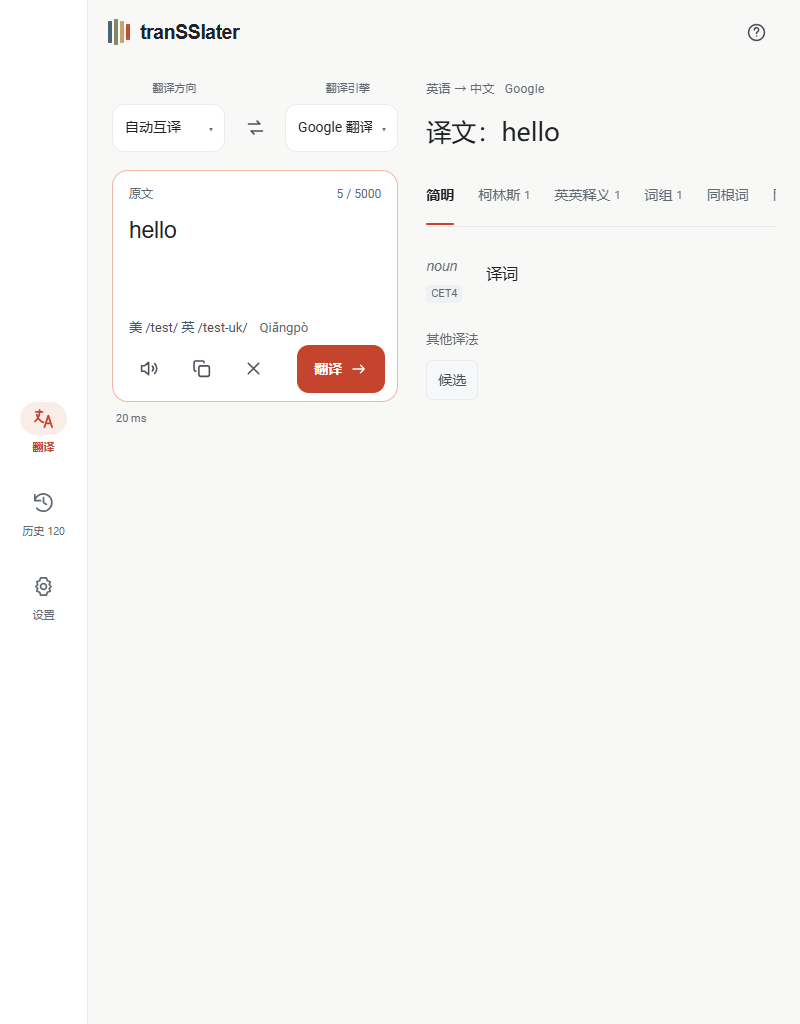 tranSSlater
翻译方向
翻译引擎
自动互译
Google 翻译
原文
5 / 5000
hello
美 /test/ 英 /test-uk/ Qiǎngpò
翻译 →
20 ms
英语 → 中文 Google
译文：hello
简明 柯林斯 1 英英释义 1 词组 1 同根词
noun
CET4
译词
其他译法
候选
翻译
历史 120
设置